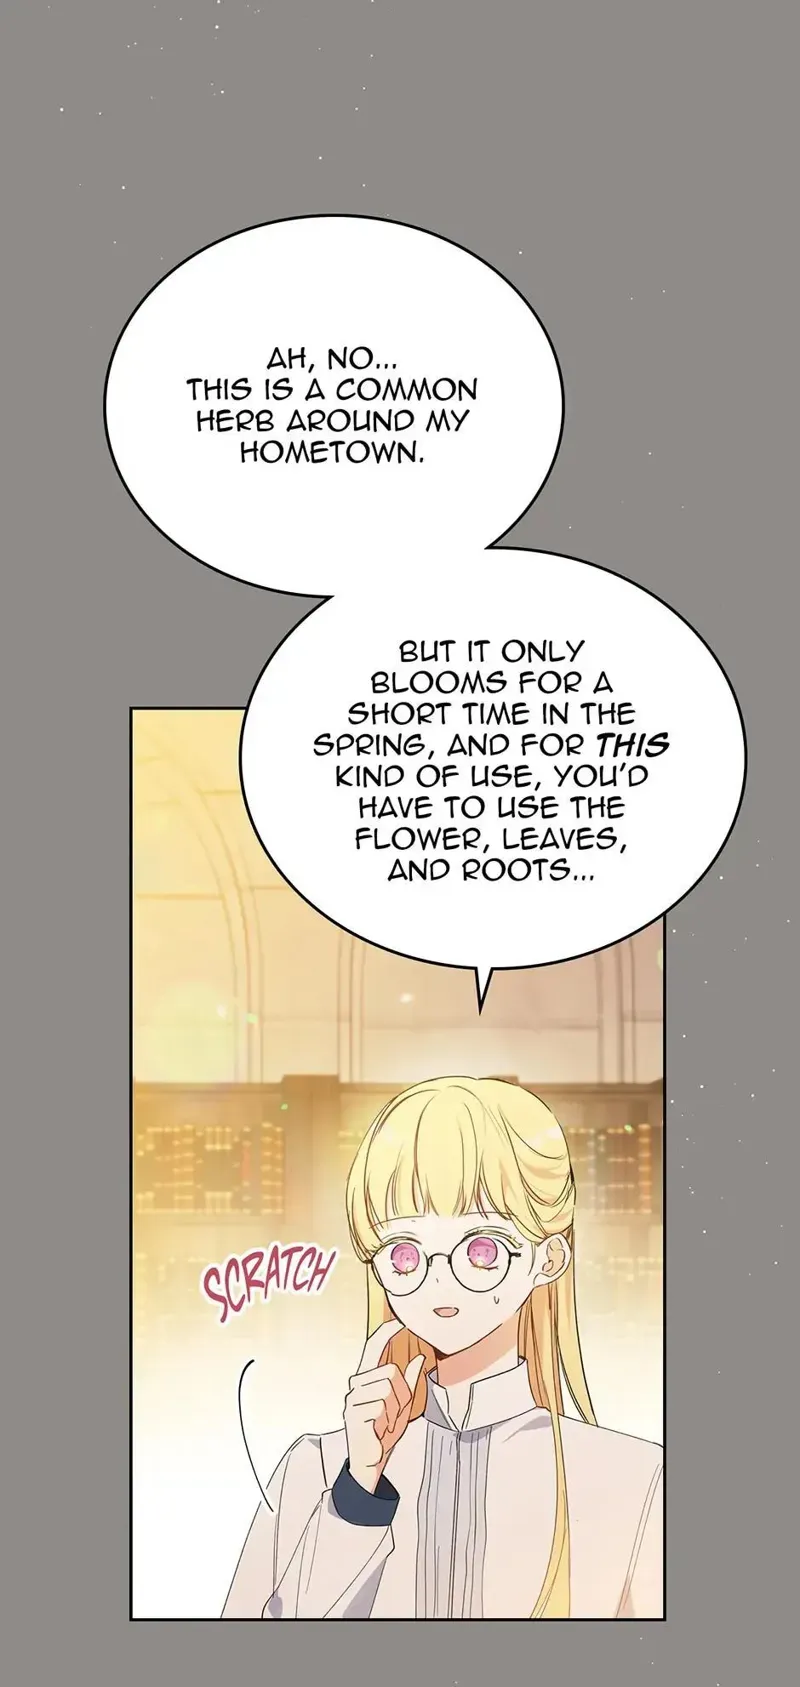 AH, NO...
THIS IS A COMMON
HERB AROUND MY
HOMETOWN.
BUT IT ONLY
BLOOMS FOR A
SHORT TIME IN THE
SPRING, AND FOR THIS
KIND OF USE, YOU'D
HAVE TO USE THE
FLOWER, LEAVES,
AND ROOTS...
SCRATCH